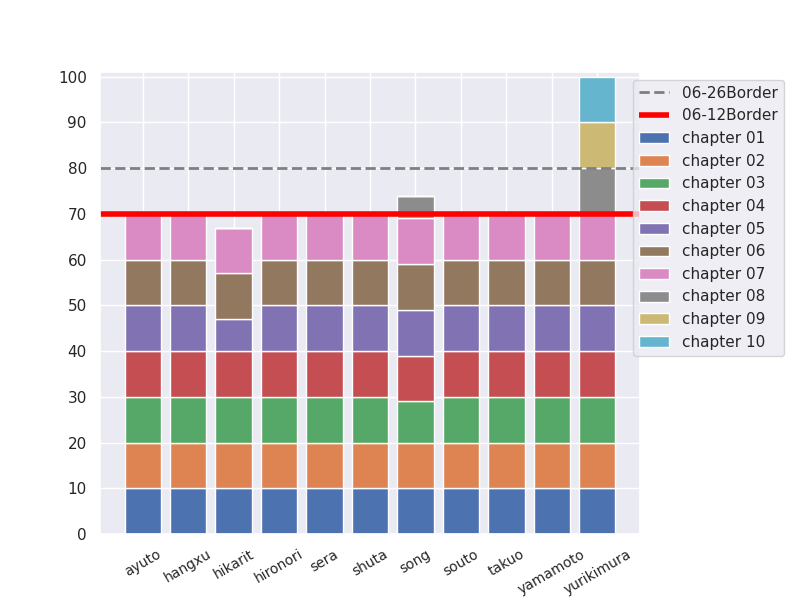 100
90
80
70
60
50
40
30
20
10
0
ayuto
hangxu
hikarit
hironori
sera
shuta
song
souto
takuo
yamamoto
yurikimura
06-26Border
06-12Border
chapter 01
chapter 02
chapter 03
chapter 04
chapter 05
chapter 06
chapter 07
chapter 08
chapter 09
chapter 10